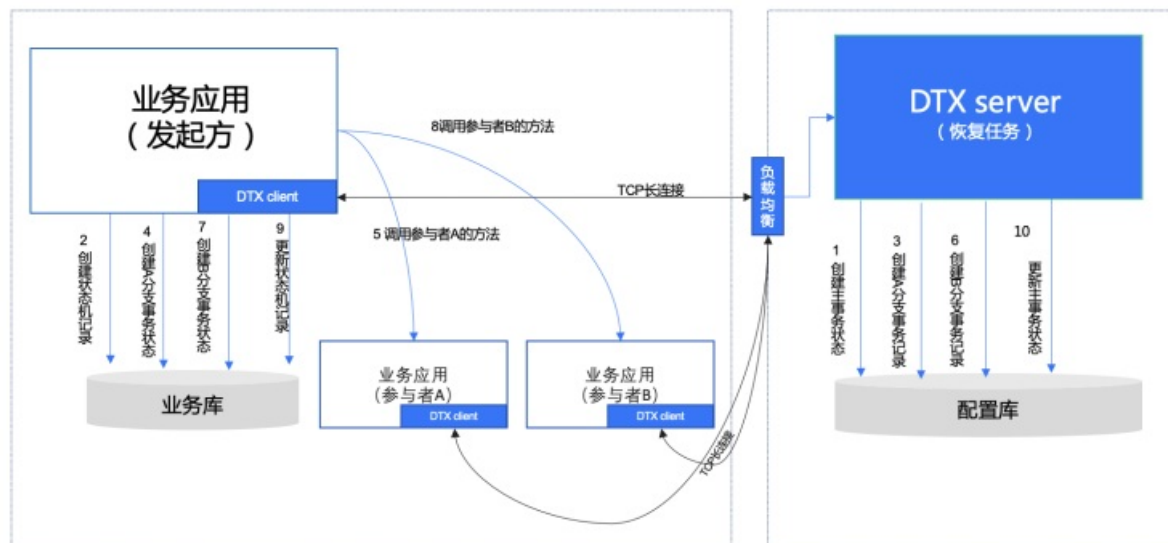 业务应用
（发起方）
DTX client
8调用参与者B的方法
5 调用参与者A的方法
TCP长连接
负载均衡
DTX server
（恢复任务）
2 创建状态机记录
4 创建A分支事务状态
7 创建B分支事务状态
9 更新状态机记录
业务库
业务应用
（参与者A）
DTX client
业务应用
（参与者B）
DTX client
TCP长连接
1 创建主事务状态
3 创建A分支事务记录
6 创建B分支事务记录
10 更新主事务状态
配置库